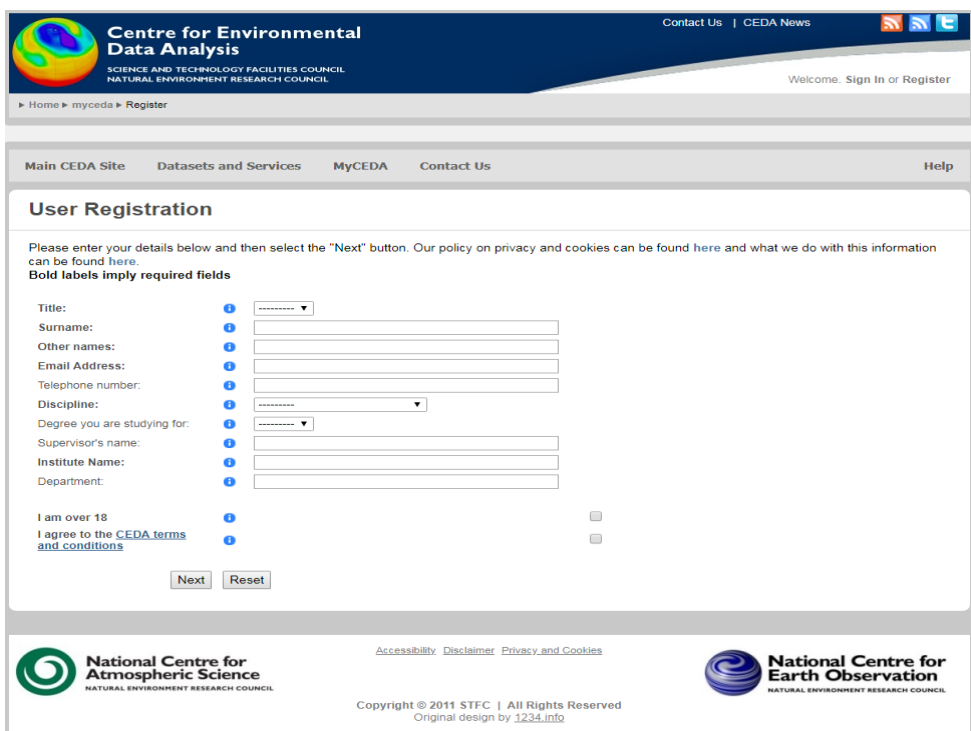 Contact Us | CEDA News
Centre for Environmental
Data Analysis
SCIENCE AND TECHNOLOGY FACILITIES COUNCIL
NATURAL ENVIRONMENT RESEARCH COUNCIL
Welcome. Sign In or Register
Home myceda Register
Main CEDA Site Datasets and Services MyCEDA Contact Us Help
User Registration
Please enter your details below and then select the "Next" button. Our policy on privacy and cookies can be found here and what we do with this information
can be found here.
Bold labels imply required fields
Title: ---------
Surname:
Other names:
Email Address:
Telephone number:
Discipline: ---------
Degree you are studying for: ---------
Supervisor's name:
Institute Name:
Department:
I am over 18
I agree to the CEDA terms
and conditions
Next Reset
National Centre for
Atmospheric Science
NATURAL ENVIRONMENT RESEARCH COUNCIL
Accessibility Disclaimer Privacy and Cookies
Copyright © 2011 STFC | All Rights Reserved
Original design by 1234.info
National Centre for
Earth Observation
NATURAL ENVIRONMENT RESEARCH COUNCIL